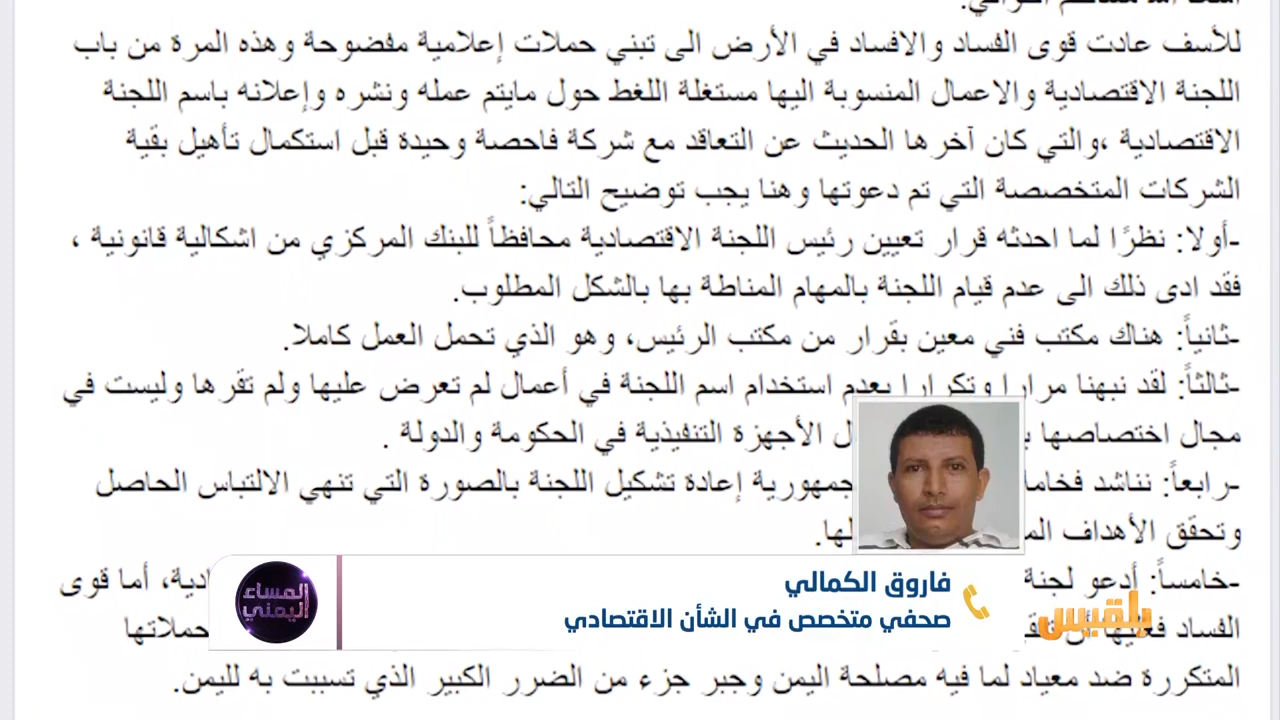 للأسف عادت قوى الفساد والافساد في الأرض الى تبني حملات إعلامية مفضوحة وهذه المرة من باب
اللجنة الاقتصادية والاعمال المنسوبة اليها مستغلة اللغط حول مايتم عمله ونشره وإعلانه باسم اللجنة
الاقتصادية ،والتي كان آخرها الحديث عن التعاقد مع شركة فاحصة وحيدة قبل استكمال تأهيل بقية
الشركات المتخصصة التي تم دعوتها وهنا يجب توضيح التالي:
-أولا: نظرًا لما احدثه قرار تعيين رئيس اللجنة الاقتصادية محافظاً للبنك المركزي من اشكالية قانونية ،
فقد ادى ذلك الى عدم قيام اللجنة بالمهام المناطة بها بالشكل المطلوب.
-ثانياً: هناك مكتب فني معين بقرار من مكتب الرئيس، وهو الذي تحمل العمل كاملا.
-ثالثاً: لقد نبهنا مرارا وتكرارا بعدم استخدام اسم اللجنة في أعمال لم تعرض عليها ولم تقرها وليست في
مجال اختصاصها الأجهزة التنفيذية في الحكومة والدولة .
-رابعاً: نناشد إعادة تشكيل اللجنة بالصورة التي تنهي الالتباس الحاصل
وتحقق الأهداف لها.
-خامساً: أدعو لجنة أما قوى
الفساد حملاتها
المتكررة ضد معياد لما فيه مصلحة اليمن وجبر جزء من الضرر الكبير الذي تسببت به لليمن.
فاروق الكمالي
صحفي متخصص في الشأن الاقتصادي
المساء
اليمني
بلقيس